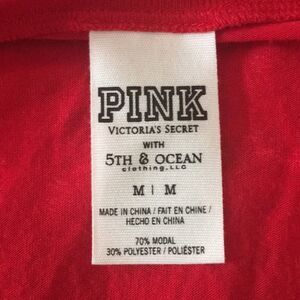 PINK
VICTORIA'S SECRET
WITH
5TH & OCEAN
clothing, LLC
M | M
MADE IN CHINA / FAIT EN CHINE /
HECHO EN CHINA
70% MODAL
30% POLYESTER / POLIÉSTER